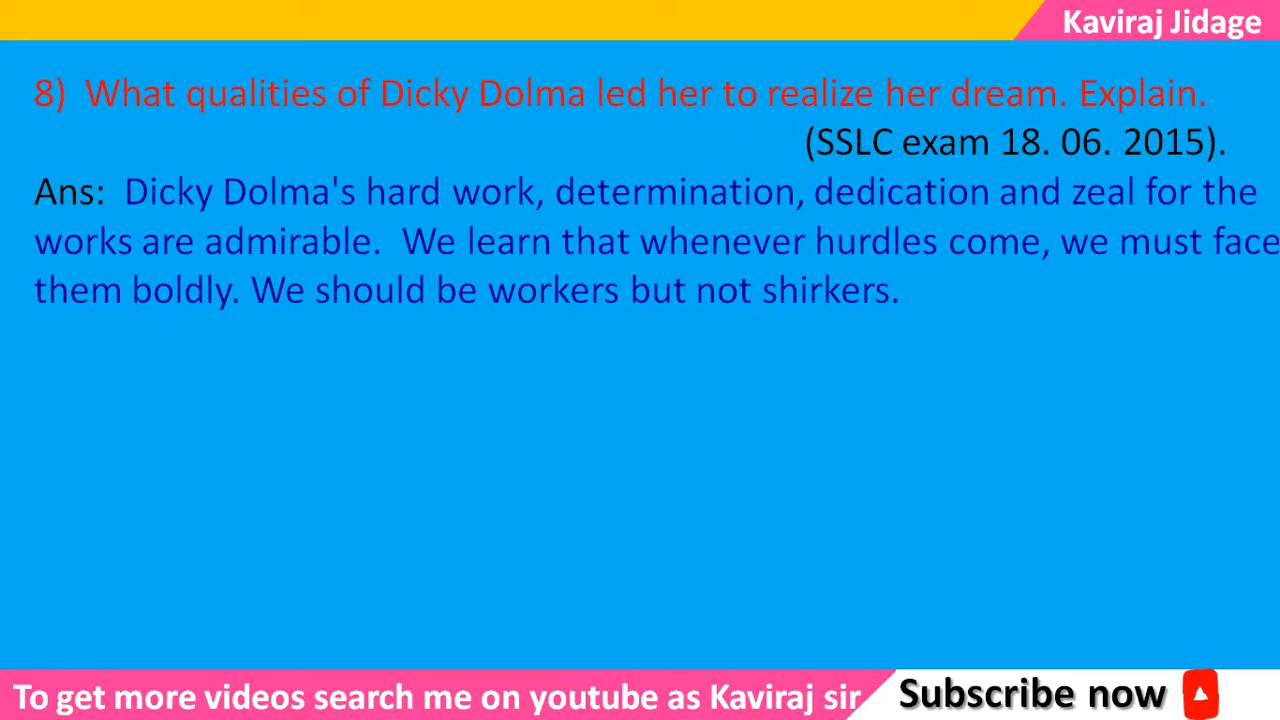 Kaviraj Jidage
8)  What qualities of Dicky Dolma led her to realize her dream. Explain.
(SSLC exam 18. 06. 2015).
Ans:  Dicky Dolma's hard work, determination, dedication and zeal for the
works are admirable.  We learn that whenever hurdles come, we must face
them boldly. We should be workers but not shirkers.
To get more videos search me on youtube as Kaviraj sir
Subscribe now